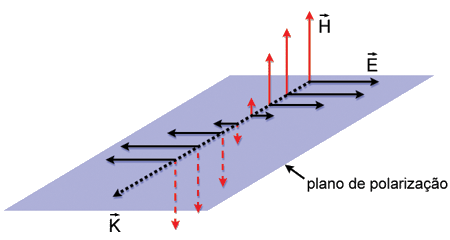 H⃗
E⃗
plano de polarização
K⃗